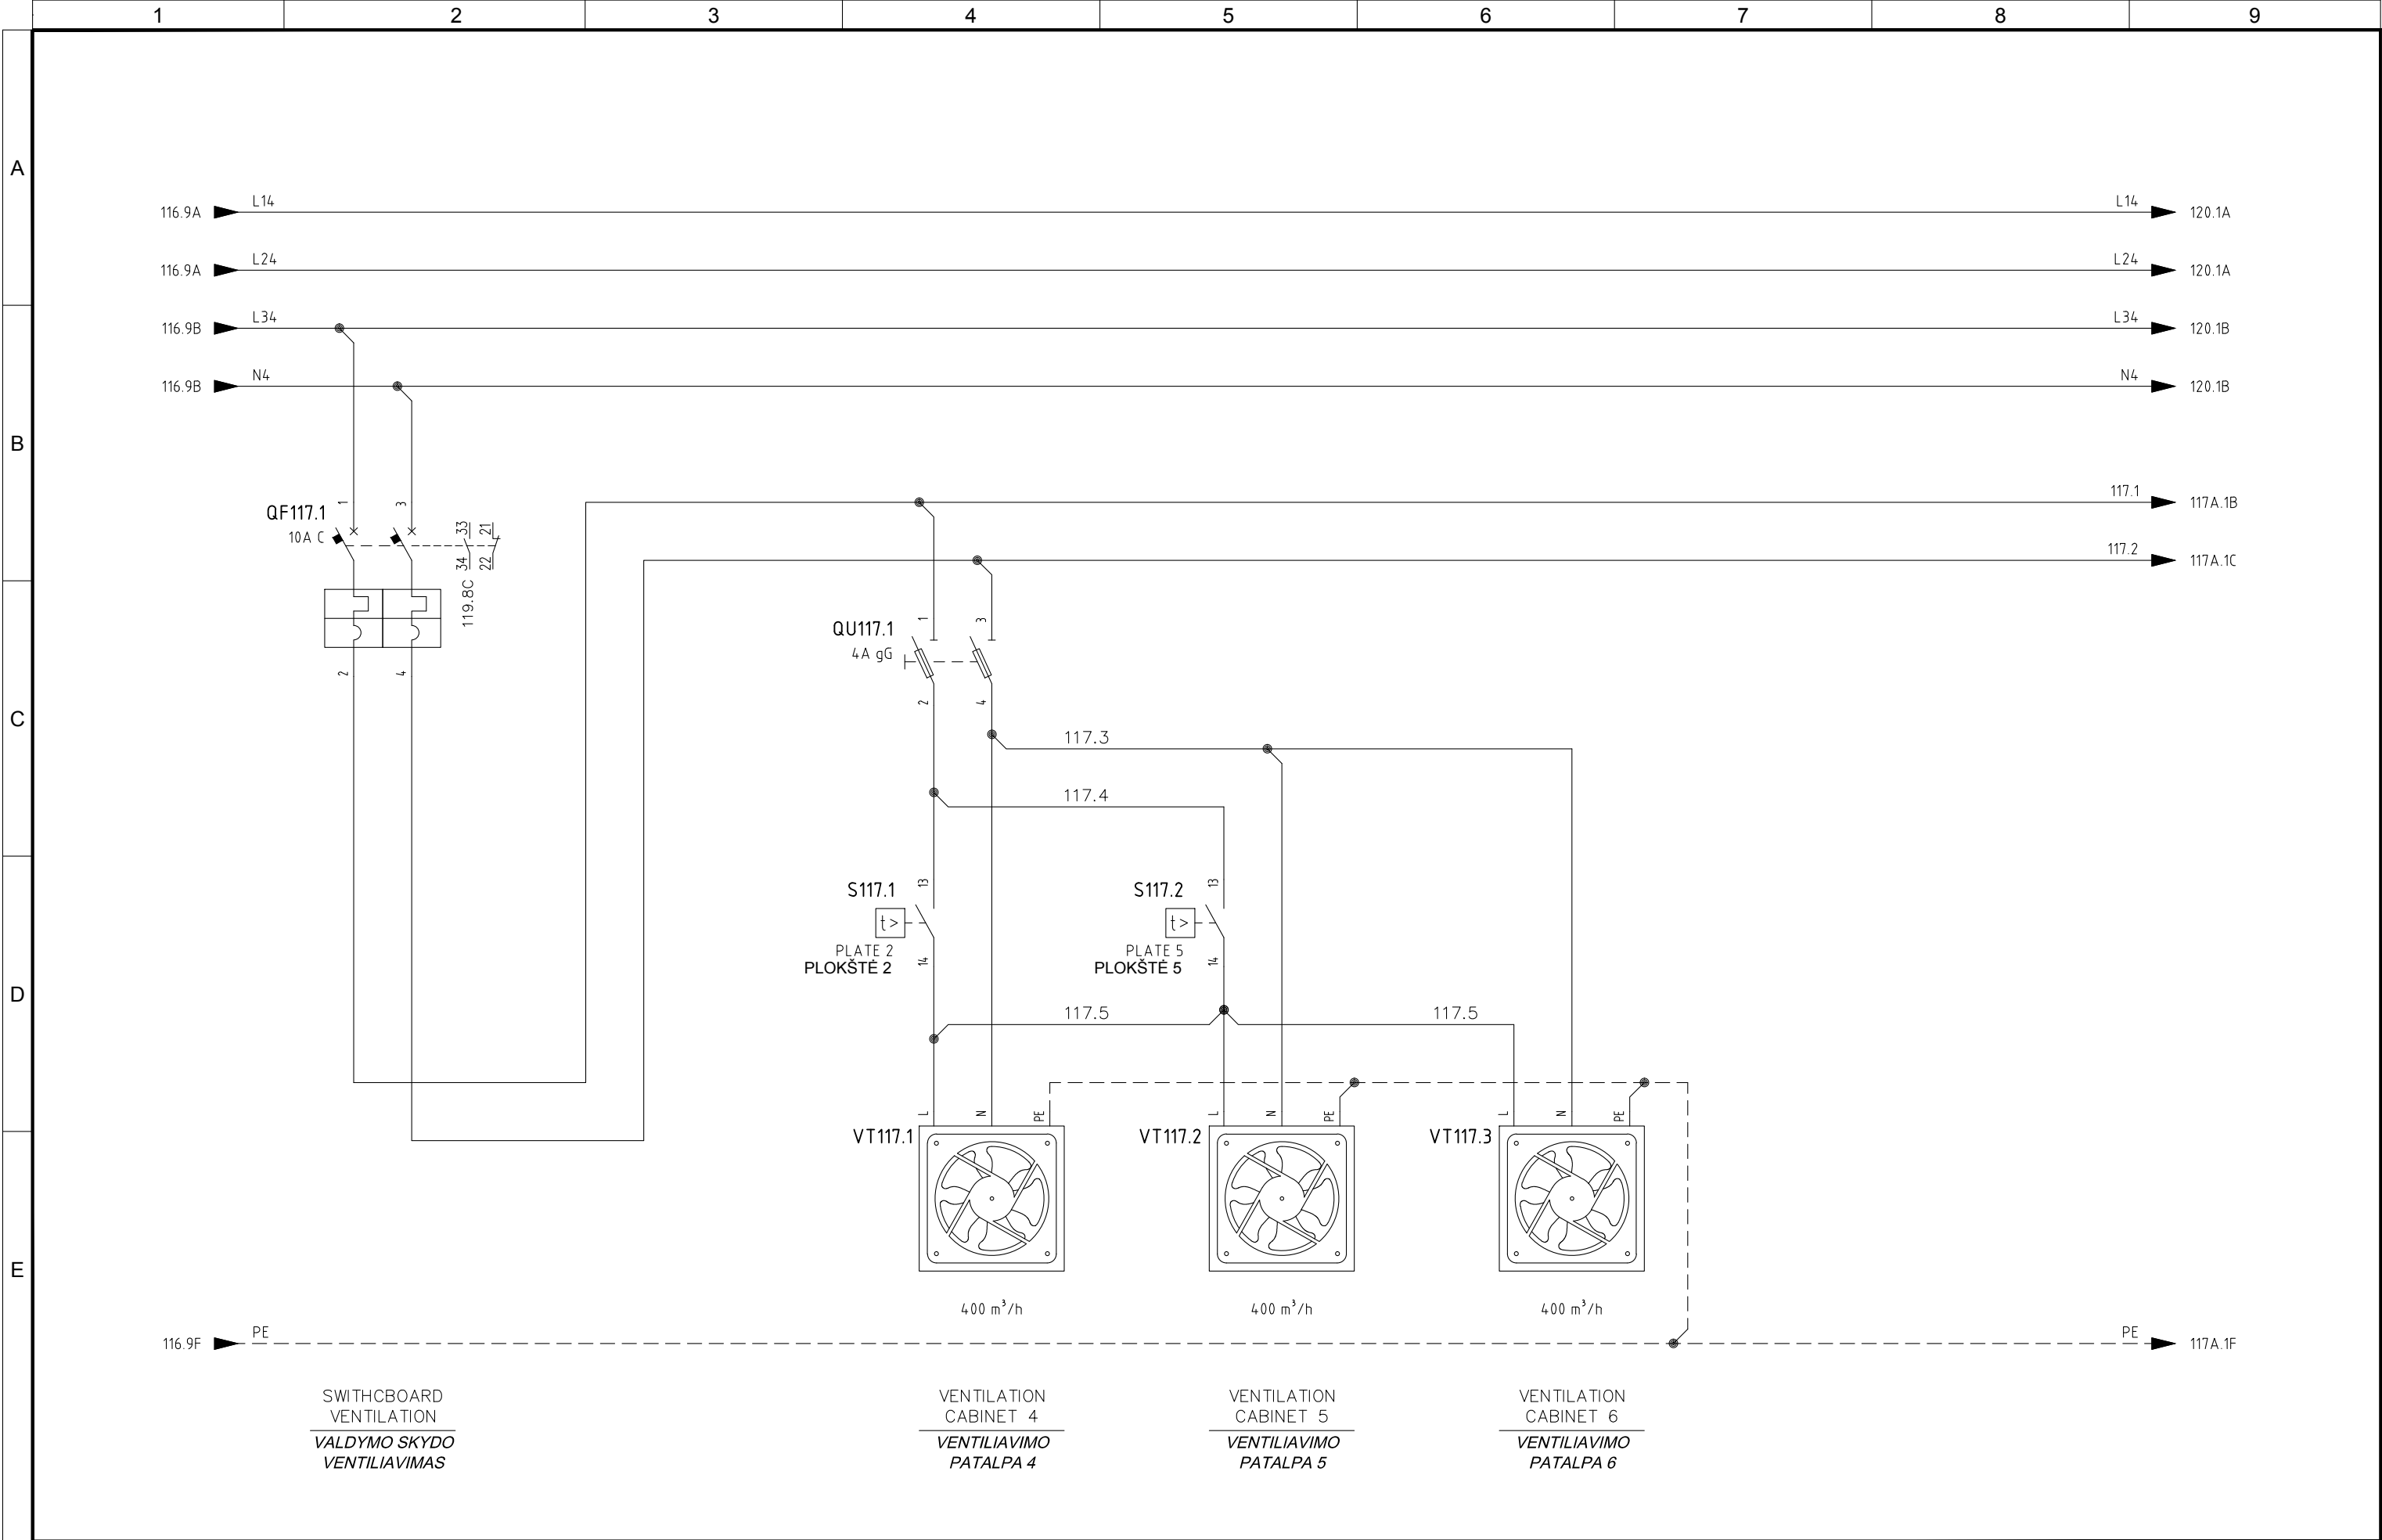 1 2 3 4 5 6 7 8 9
A
116.9A L14 L14 120.1A
116.9A L24 L24 120.1A
116.9B L34 L34 120.1B
116.9B N4 N4 120.1B
B
117.1 117A.1B
QF117.1 1 3 33 21
10A C
34 22
117.2 117A.1C
119.8C
QU117.1 1 3
4A gG
2 4
2 4
C
117.3
117.4
S117.1 13 S117.2 13
t> t>
PLATE 2 PLATE 5
PLOKŠTĖ 2 14 PLOKŠTĖ 5 14
D
117.5 117.5
L N PE L N PE L N PE
VT117.1 VT117.2 VT117.3
E
400 m³/h 400 m³/h 400 m³/h
116.9F PE PE 117A.1F
SWITHCBOARD
VENTILATION
VALDYMO SKYDO
VENTILIAVIMAS
VENTILATION
CABINET 4
VENTILIAVIMO
PATALPA 4
VENTILATION
CABINET 5
VENTILIAVIMO
PATALPA 5
VENTILATION
CABINET 6
VENTILIAVIMO
PATALPA 6